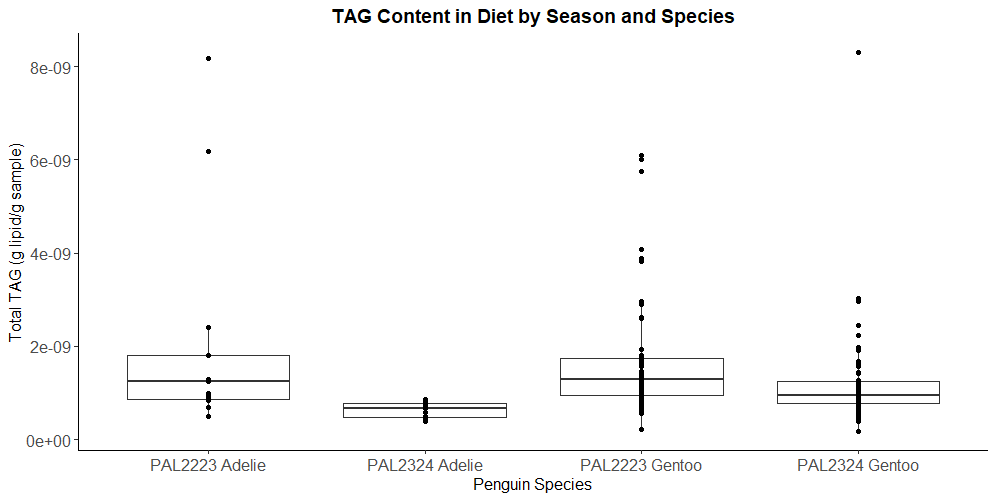 TAG Content in Diet by Season and Species
Total TAG (g lipid/g sample)
8e-09
6e-09
4e-09
2e-09
0e+00
PAL2223 Adelie
PAL2324 Adelie
PAL2223 Gentoo
PAL2324 Gentoo
Penguin Species